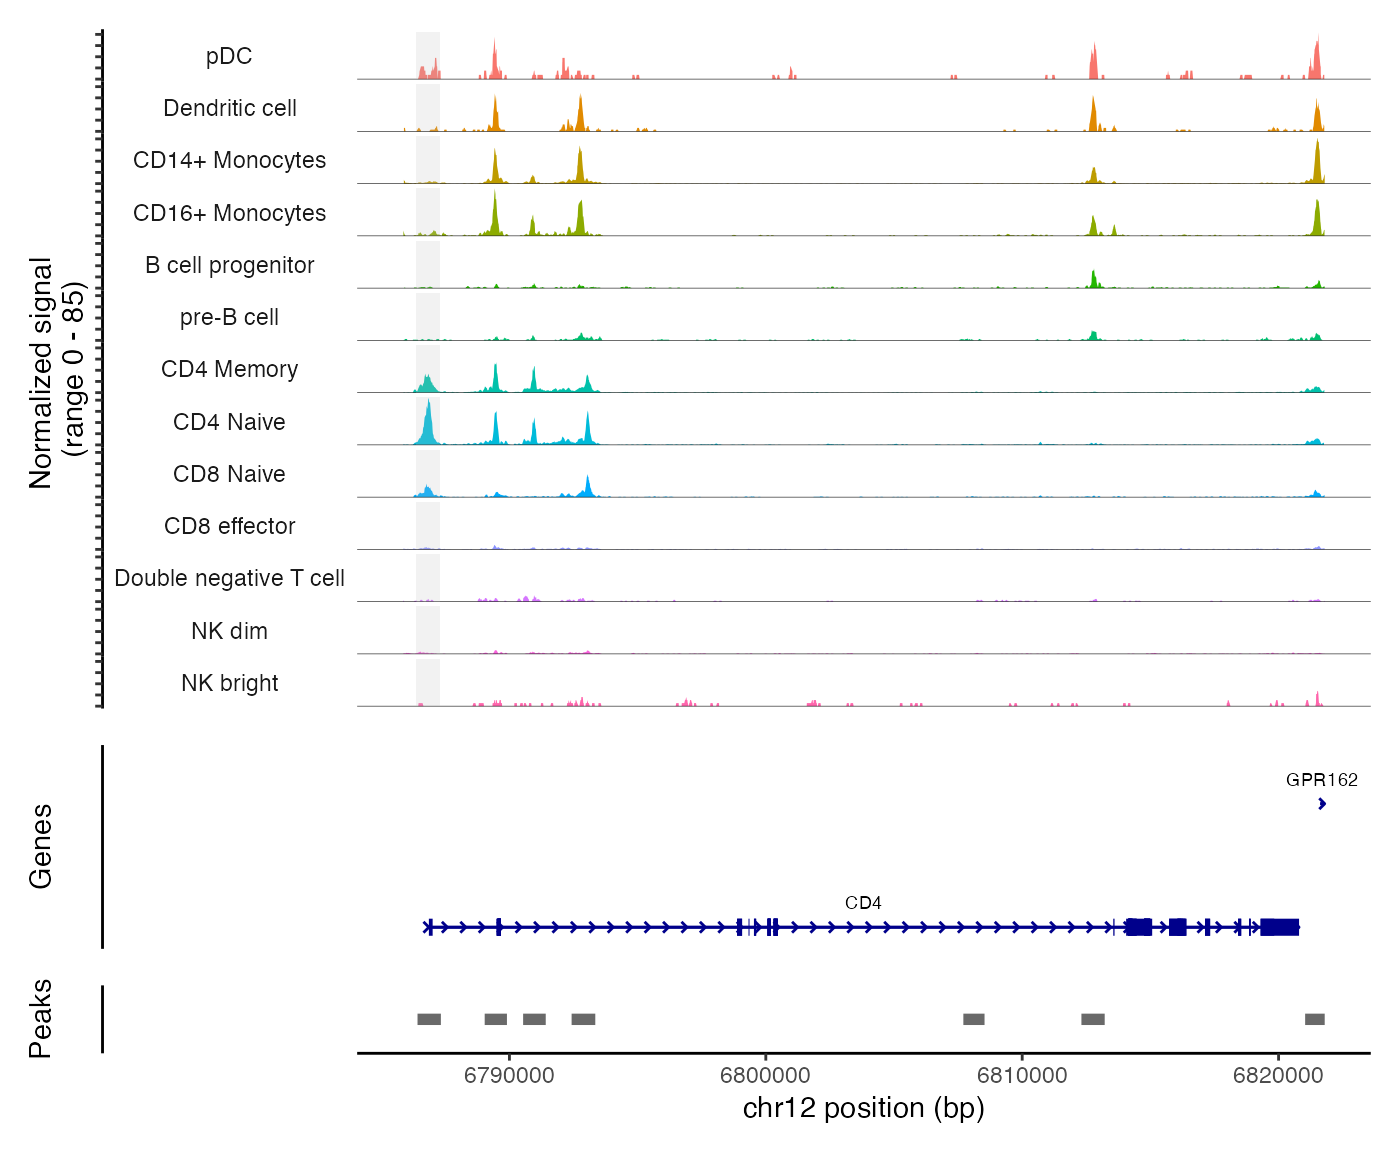 pDC
Dendritic cell
CD14+ Monocytes
CD16+ Monocytes
B cell progenitor
pre-B cell
CD4 Memory
CD4 Naive
CD8 Naive
CD8 effector
Double negative T cell
NK dim
NK bright
Normalized signal
(range 0 - 85)
Genes
GPR162
CD4
Peaks
6790000 6800000 6810000 6820000
chr12 position (bp)